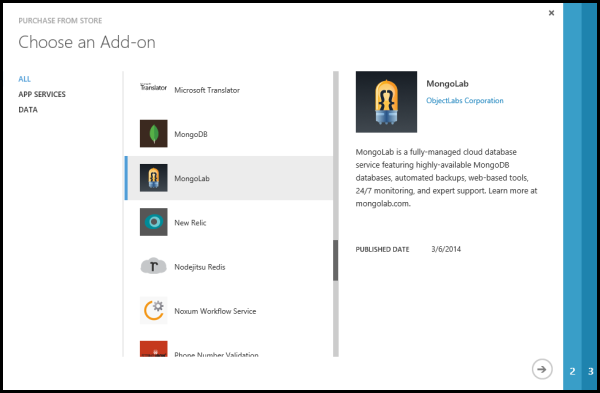 PURCHASE FROM STORE
Choose an Add-on
ALL
APP SERVICES
DATA
Translator
Microsoft Translator
MongoDB
MongoLab
New Relic
Nodejitsu Redis
Noxum Workflow Service
Phone Number Validation
MongoLab
ObjectLabs Corporation
MongoLab is a fully-managed cloud database
service featuring highly-available MongoDB
databases, automated backups, web-based tools,
24/7 monitoring, and expert support. Learn more at
mongolab.com.
PUBLISHED DATE 3/6/2014
2 3